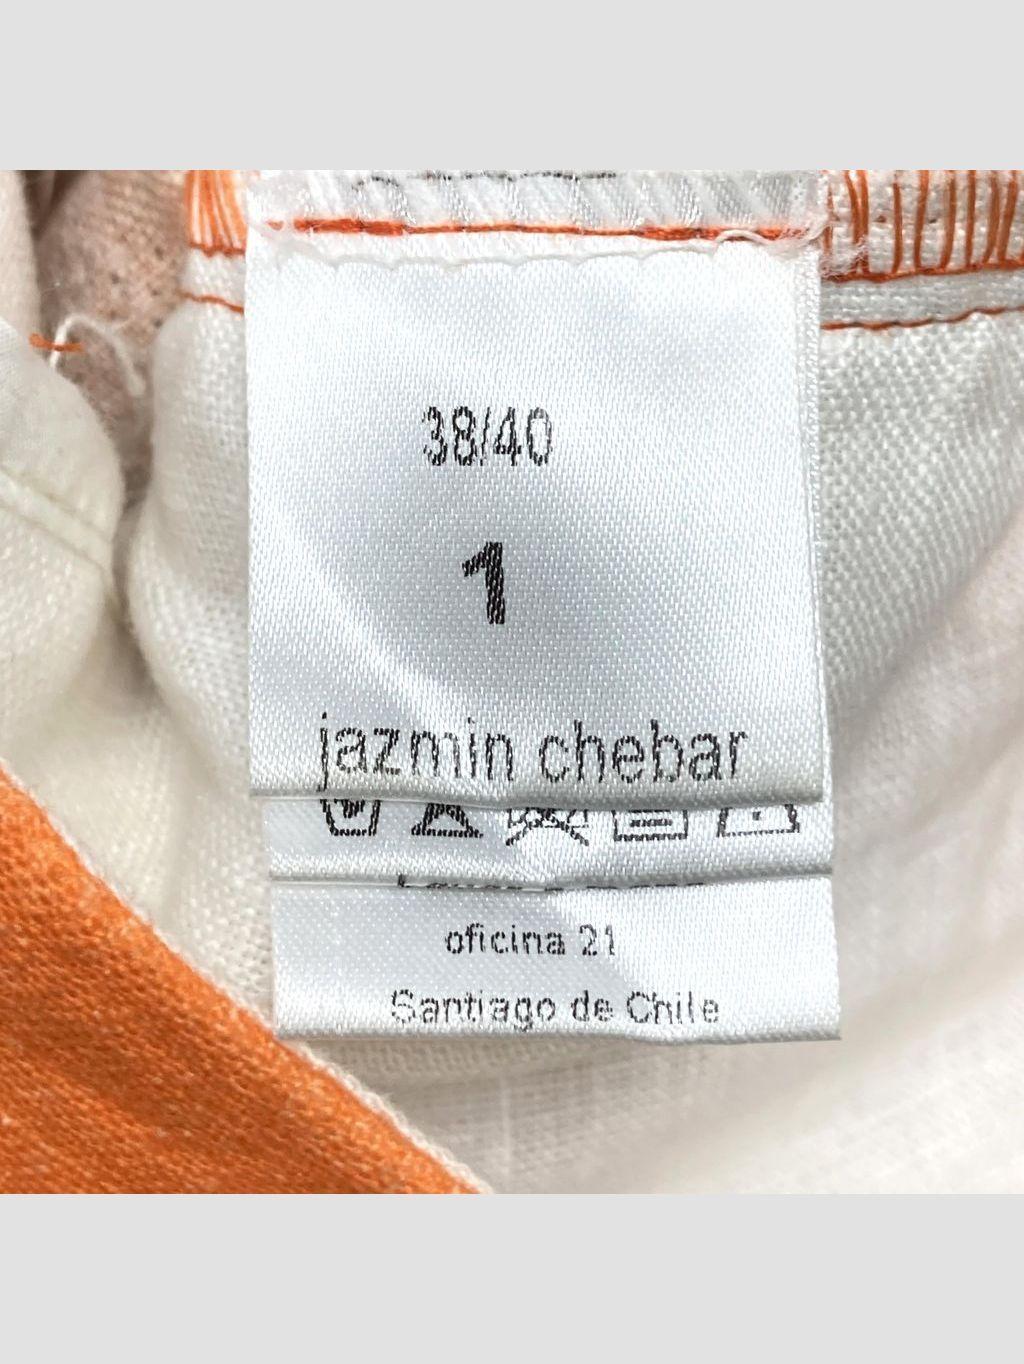 38/40
1
jazmin chebar
oficina 21
Santiago de Chile